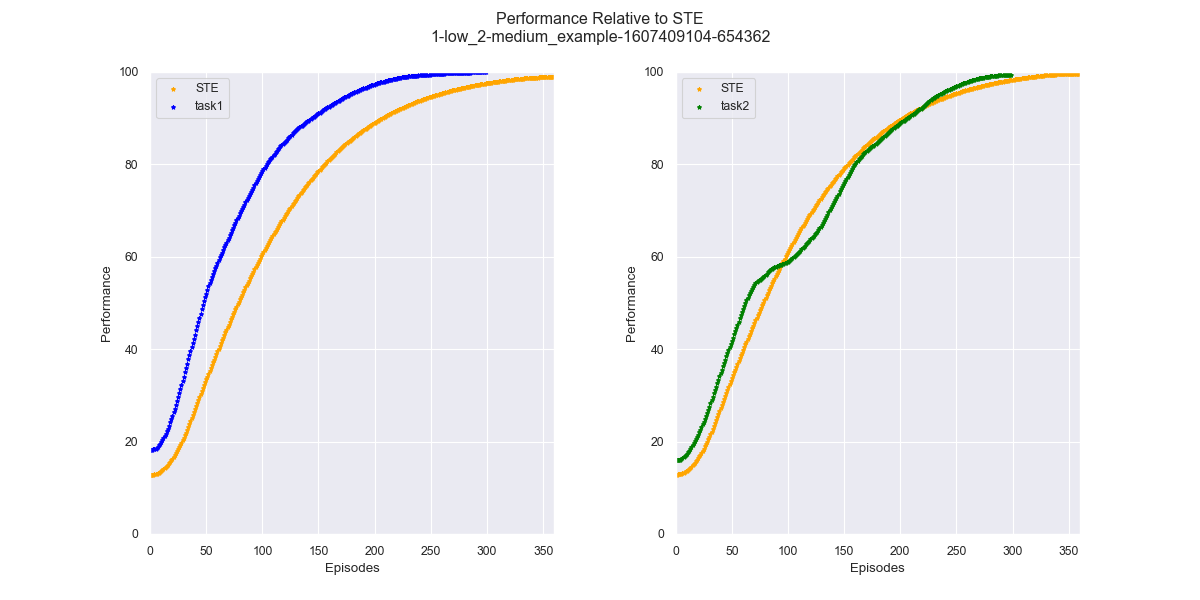 Performance Relative to STE
1-low_2-medium_example-1607409104-654362
100
80
60
40
20
0
Performance
STE
task1
0 50 100 150 200 250 300 350
Episodes
100
80
60
40
20
0
Performance
STE
task2
0 50 100 150 200 250 300 350
Episodes